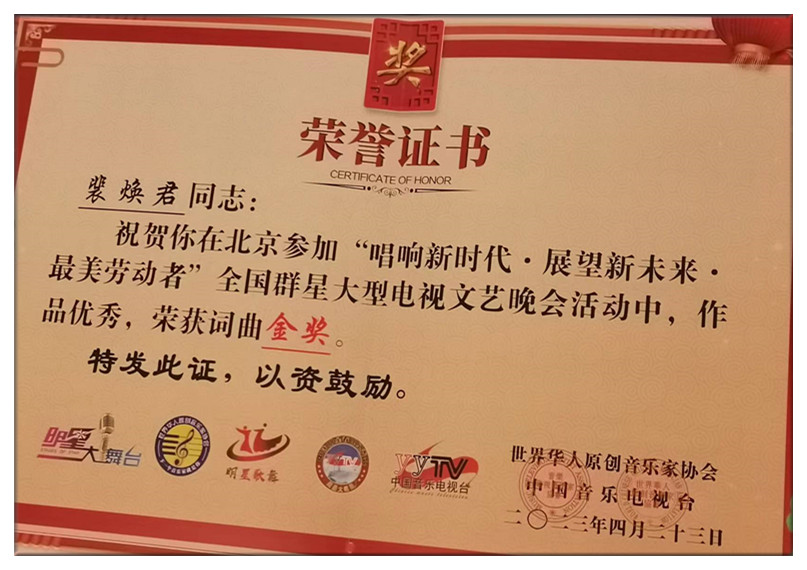 奖
荣誉证书
CERTIFICATE OF HONOR
裴焕君同志：
祝贺你在北京参加“唱响新时代·展望新未来·
最美劳动者”全国群星大型电视文艺晚会活动中，作
品优秀，荣获词曲金奖。
特发此证，以资鼓励。
明星大舞台
明星歌舞
yyTV
中国音乐电视台
世界华人原创音乐家协会
中国音乐电视台
二〇二三年四月二十三日